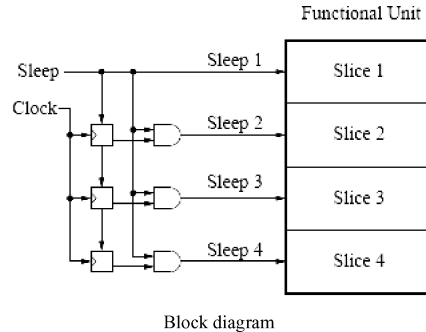 Functional Unit
Sleep
Sleep 1
Slice 1
Clock
Sleep 2
Slice 2
Sleep 3
Slice 3
Sleep 4
Slice 4
Block diagram